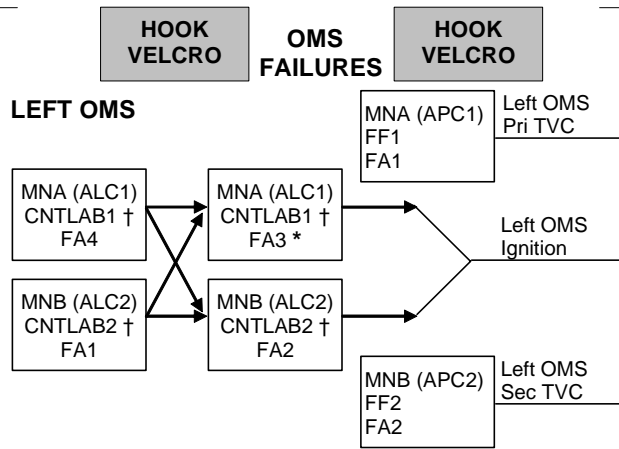 HOOK
VELCRO
OMS
FAILURES
HOOK
VELCRO
LEFT OMS
MNA (APC1)
FF1
FA1
Left OMS
Pri TVC
MNA (ALC1)
CNTLAB1 †
FA4
MNA (ALC1)
CNTLAB1 †
FA3 *
Left OMS
Ignition
MNB (ALC2)
CNTLAB2 †
FA1
MNB (ALC2)
CNTLAB2 †
FA2
MNB (APC2)
FF2
FA2
Left OMS
Sec TVC